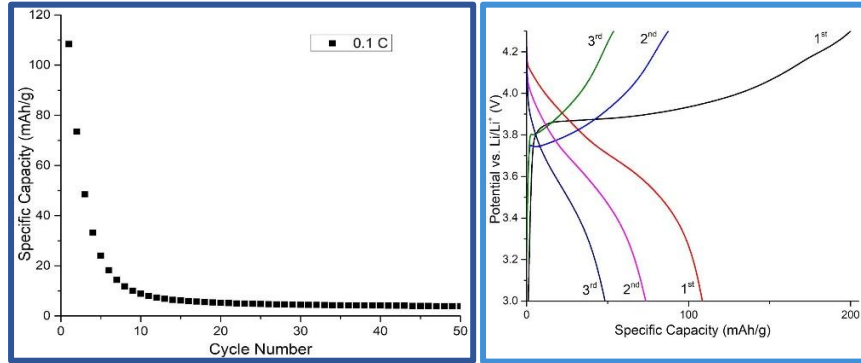 120
100
80
60
40
20
0
Specific Capacity (mAh/g)
0.1 C
0 10 20 30 40 50
Cycle Number
4.2
4.0
3.8
3.6
3.4
3.2
3.0
Potential vs. Li/Li+ (V)
3rd
2nd
1st
3rd
2nd
1st
0 100 200
Specific Capacity (mAh/g)